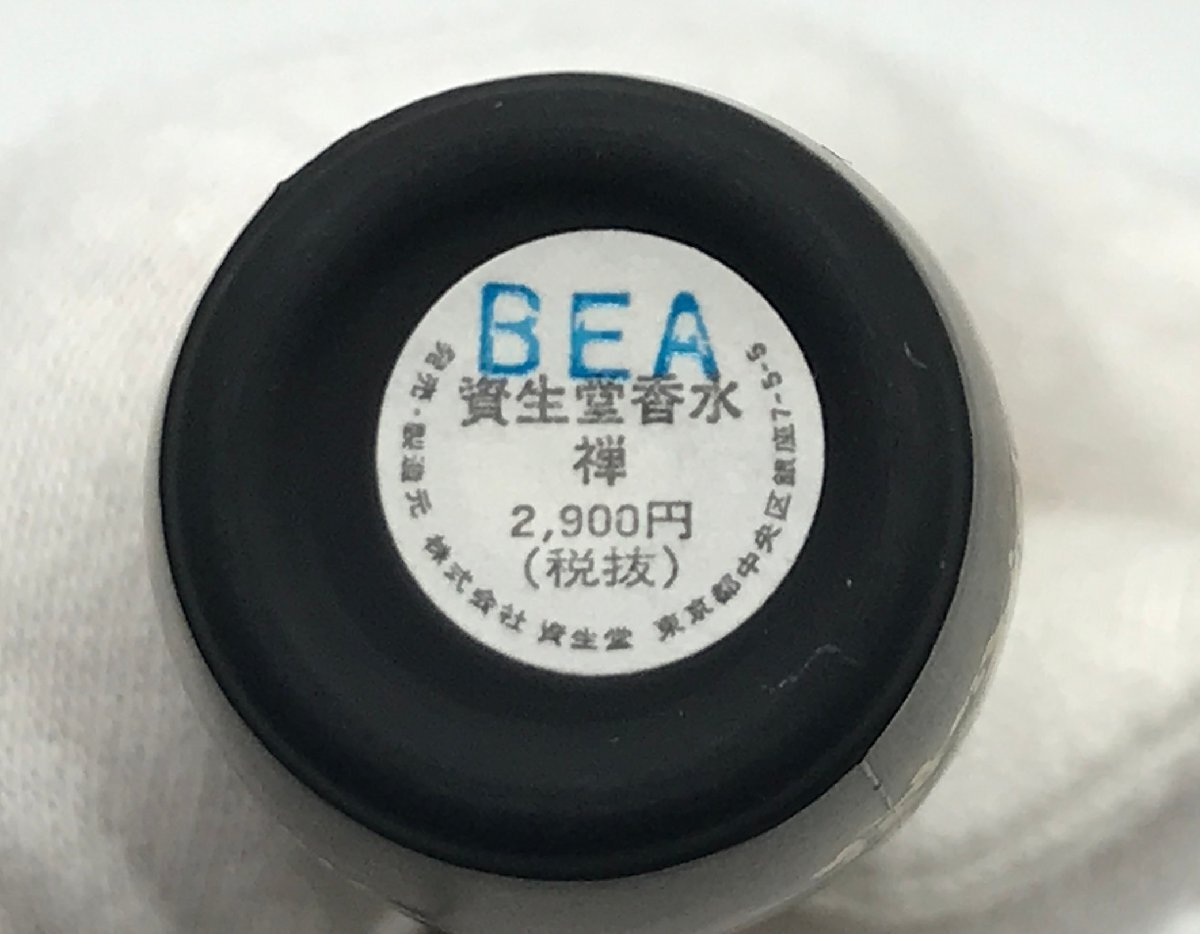 BEA
資生堂香水
禅
2,900円
(税抜)
発売・製造元 株式会社 資生堂 東京都中央区銀座7-5-5